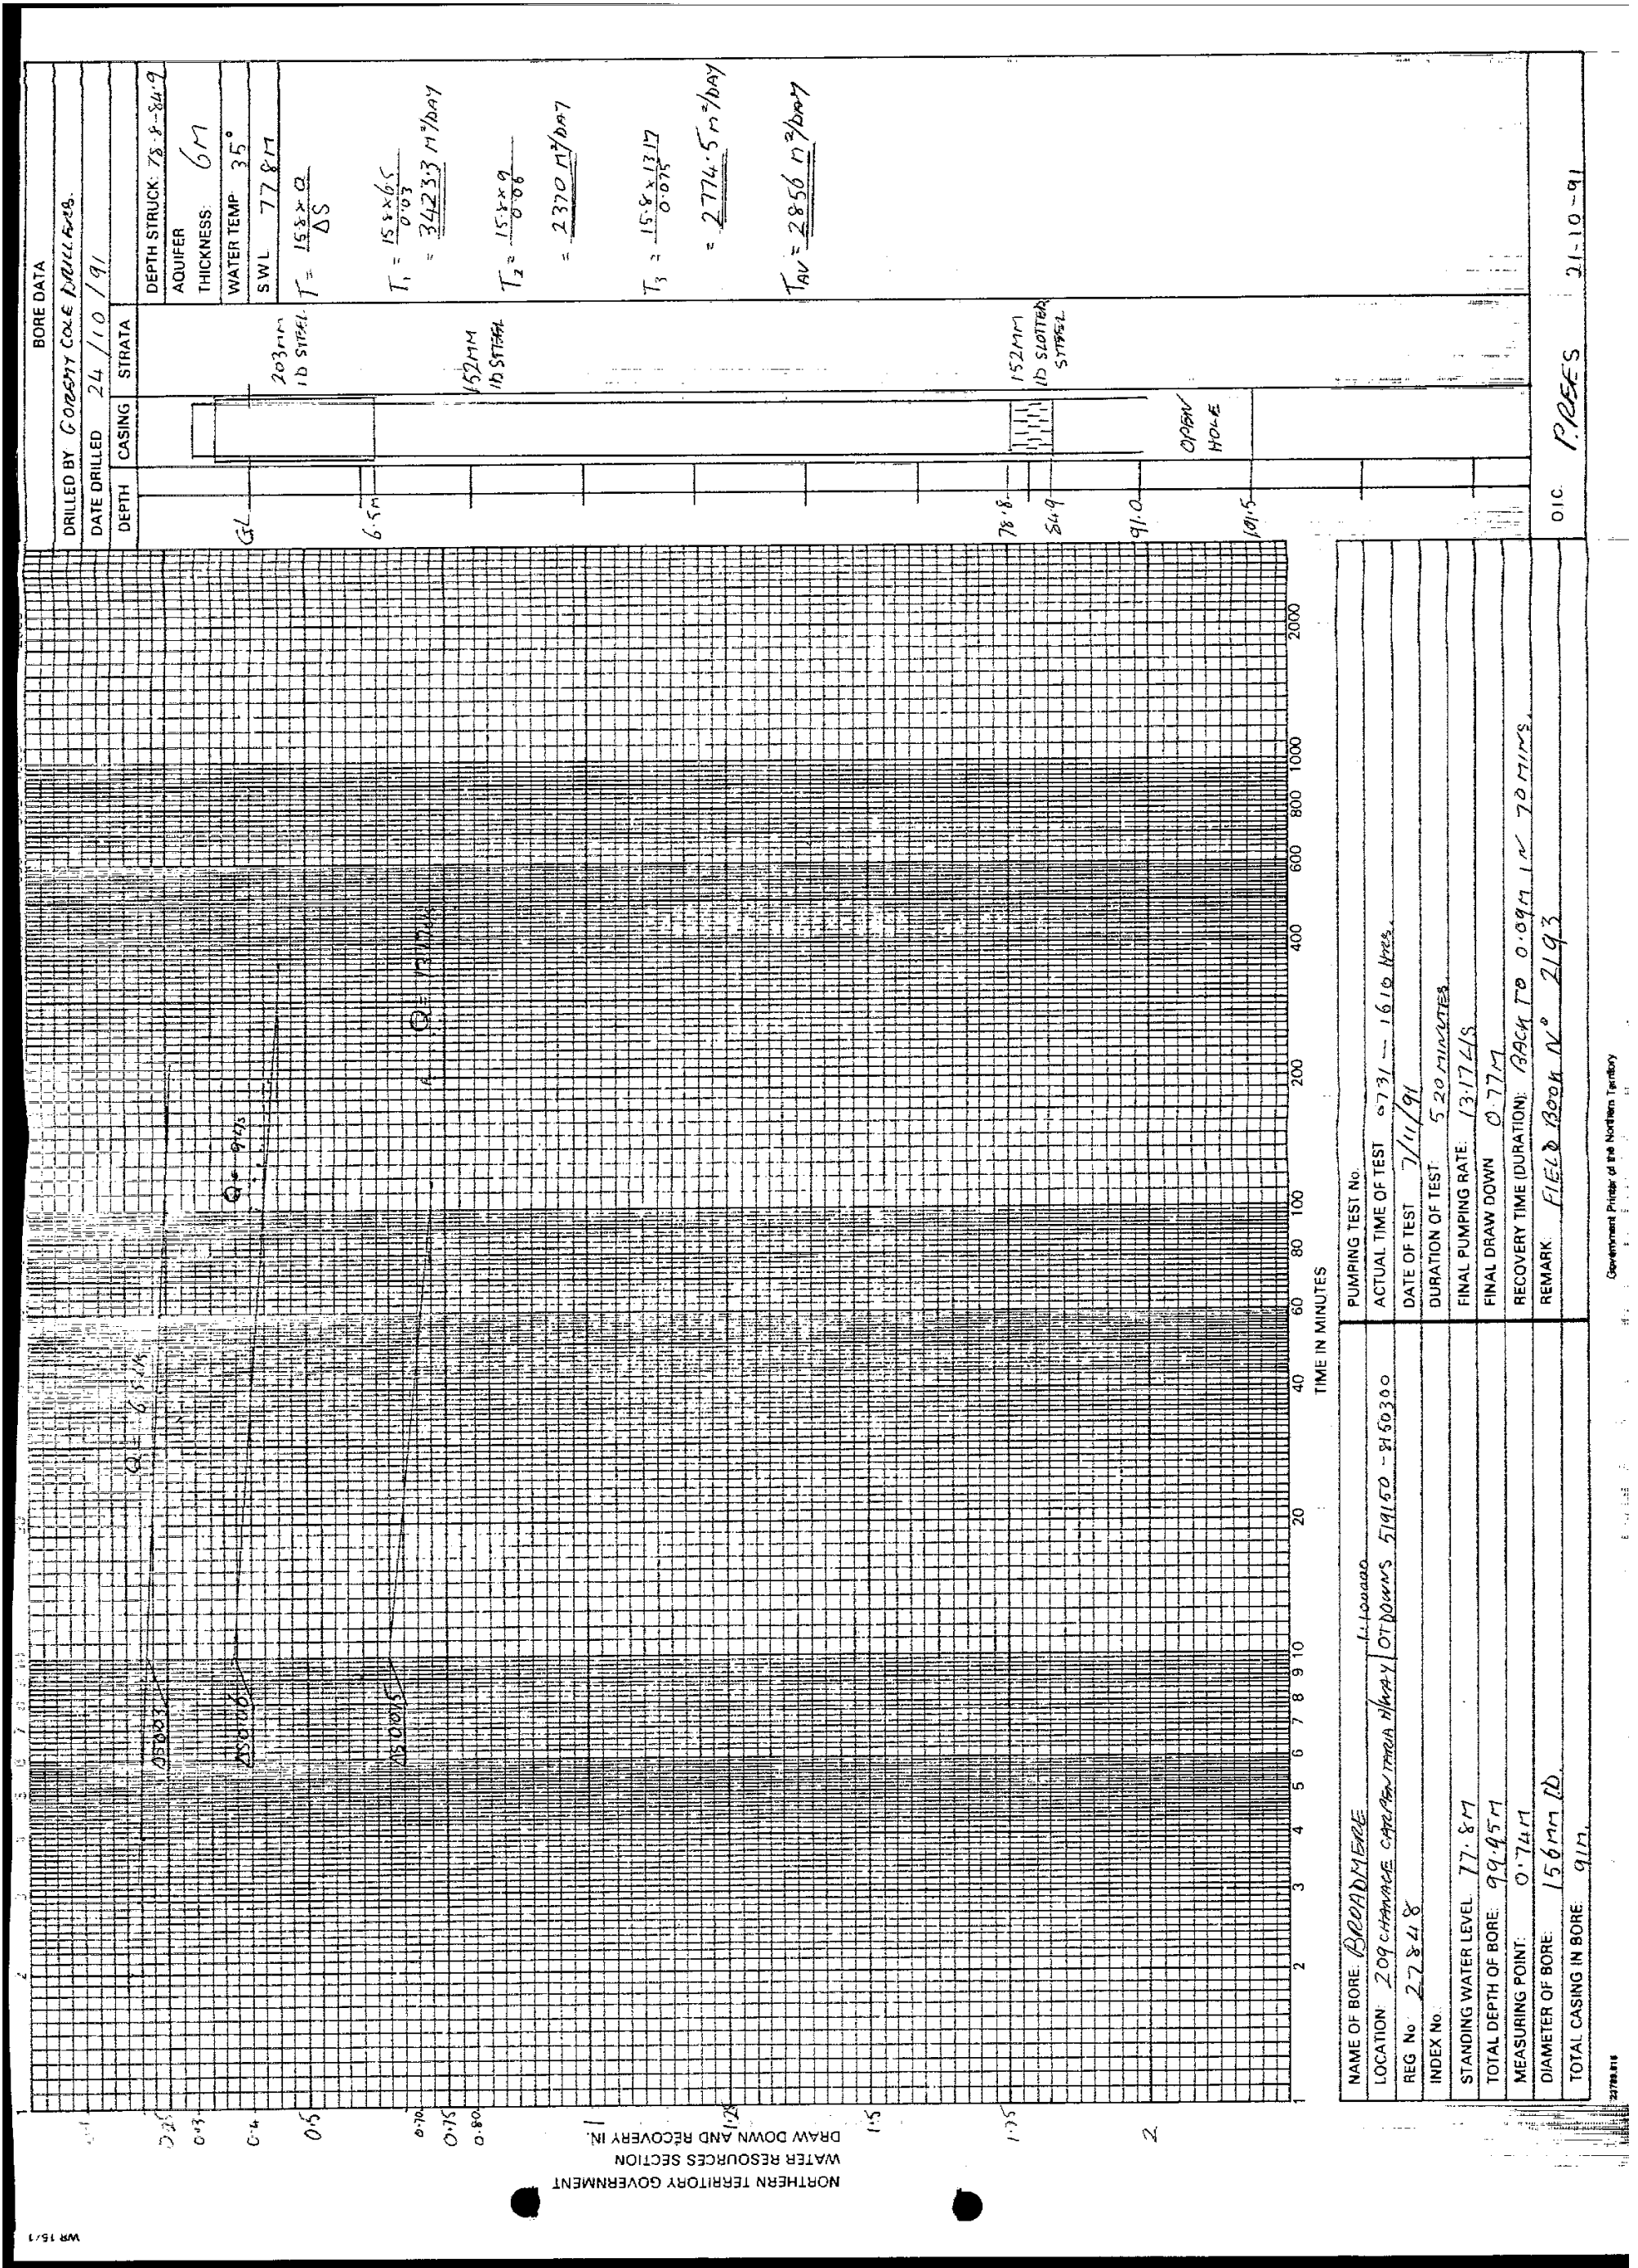 WR 15/1
NORTHERN TERRITORY GOVERNMENT
WATER RESOURCES SECTION
DRAW DOWN AND RECOVERY IN.
0.25
0.3
0.4
0.5
0.70
0.75
0.80
1
1.25
1.5
1.75
2
Q = 6.5 L/s
Q = 9 L/s
Q = 13.17 L/s
ΔS 0.03
ΔS 0.06
ΔS 0.075
1 2 3 4 5 6 7 8 9 10 20 40 60 80 100 200 400 600 800 1000 2000
TIME IN MINUTES
BORE DATA
DRILLED BY GOREMY COLE DRILLERS.
DATE DRILLED 24/10/91
DEPTH CASING STRATA
GL
6.5m
78.8
84.9
91.0
101.5
203mm
ID STEEL
152MM
ID STEEL
152MM
ID SLOTTED
STEEL
OPEN
HOLE
DEPTH STRUCK: 78.8-84.9
AQUIFER
THICKNESS: 6M
WATER TEMP 35°
S W L 77.8M
T = 15.8 x Q / ΔS
T1 = 15.8 x 6.5 / 0.03
= 3423.3 M²/DAY
T2 = 15.8 x 9 / 0.06
= 2370 M²/DAY
T3 = 15.8 x 13.17 / 0.075
= 2774.5 M²/DAY
TAV = 2856 M²/DAY
O.I.C. P.REES 21-10-91
NAME OF BORE: BROADMERE
LOCATION: 209 CHAINAGE CARPENTARIA H/WAY | OT DOWNS 519150 - 8150300
1:100000
REG No: 27848
INDEX No.:
STANDING WATER LEVEL 77.8M
TOTAL DEPTH OF BORE: 99.45M
MEASURING POINT: 0.74M
DIAMETER OF BORE: 156MM ID.
TOTAL CASING IN BORE: 91M.
PUMPING TEST No.
ACTUAL TIME OF TEST 0731 - 1610 HRS.
DATE OF TEST 7/11/91
DURATION OF TEST: 520 MINUTES.
FINAL PUMPING RATE: 13.17 L/S
FINAL DRAW DOWN 0.77M
RECOVERY TIME (DURATION): BACK TO 0.09M IN 70 MINS.
REMARK: FIELD BOOK N° 2193
Government Printer of the Northern Territory